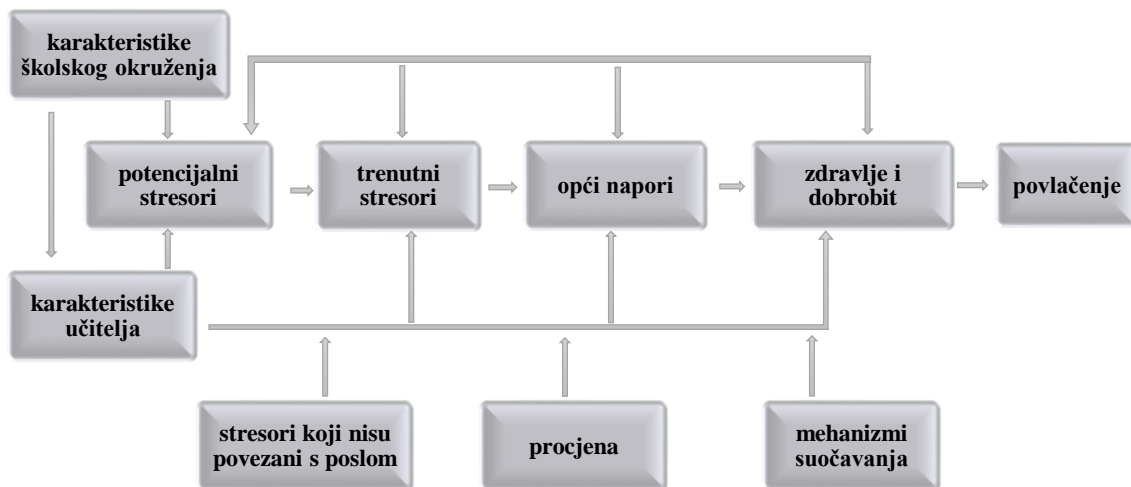 karakteristike
školskog okruženja
potencijalni
stresori
trenutni
stresori
opći napori
zdravlje i
dobrobit
povlačenje
karakteristike
učitelja
stresori koji nisu
povezani s poslom
procjena
mehanizmi
suočavanja